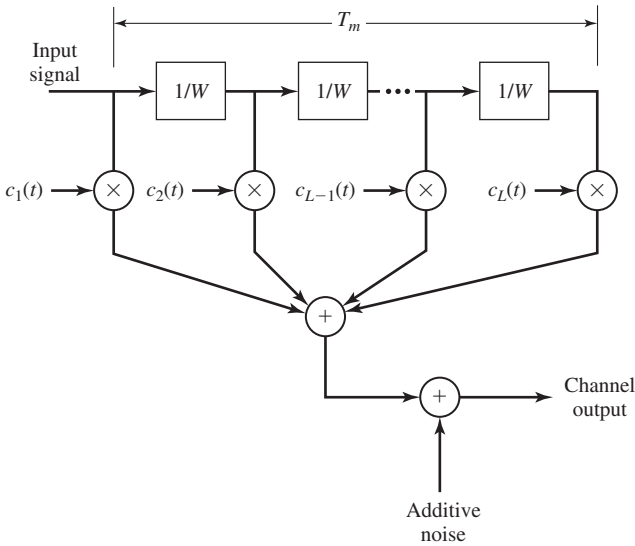 T_m
Input
signal
1/W 1/W ... 1/W
c_1(t) × c_2(t) × c_{L−1}(t) × c_L(t) ×
+
+
Channel
output
Additive
noise